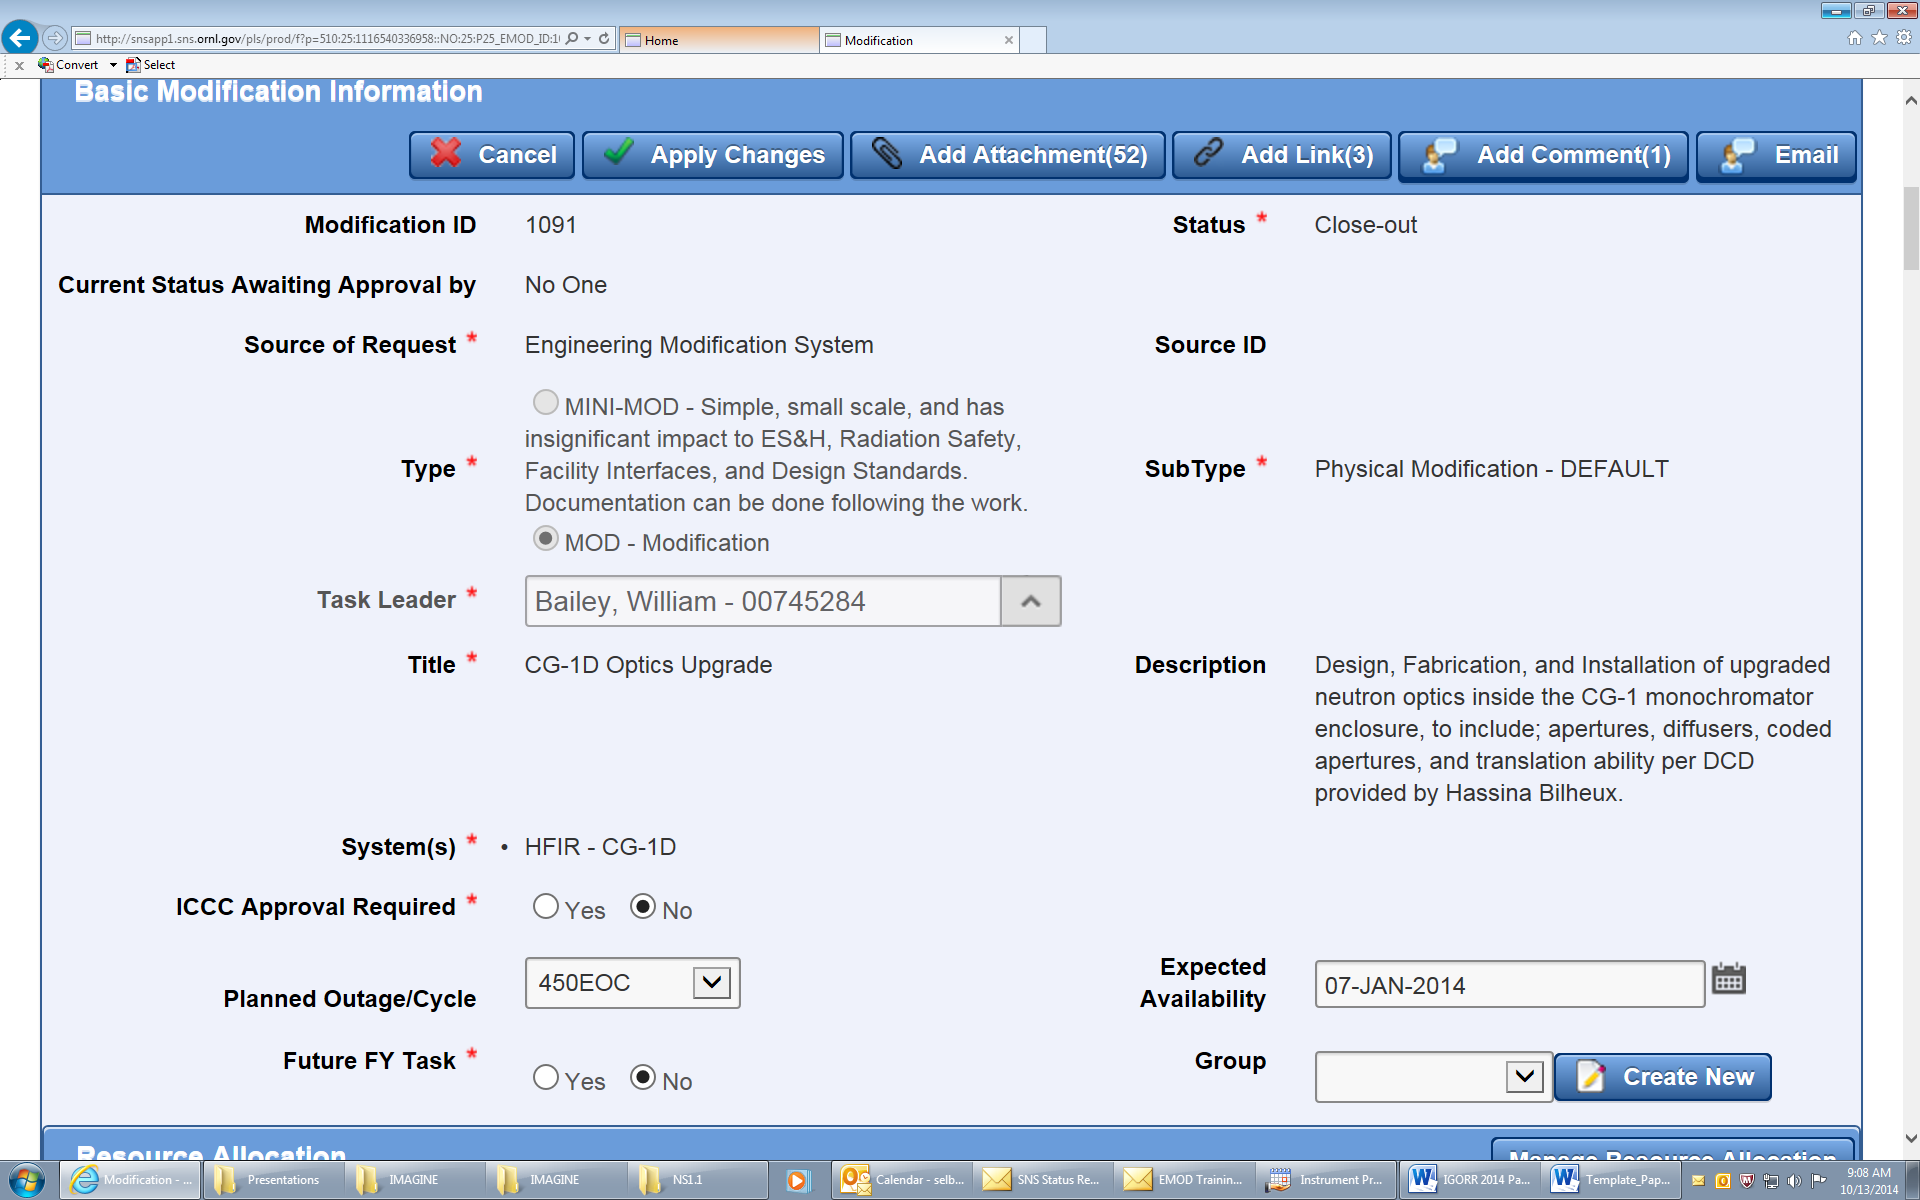 http://snsapp1.sns.ornl.gov/pls/prod/f?p=510:25:1116540336958::NO:25:P25_EMOD_ID:1
Home
Modification
x Convert Select
Basic Modification Information
Cancel Apply Changes Add Attachment(52) Add Link(3) Add Comment(1) Email
Modification ID 1091 Status * Close-out
Current Status Awaiting Approval by No One
Source of Request * Engineering Modification System Source ID
MINI-MOD - Simple, small scale, and has
insignificant impact to ES&H, Radiation Safety,
Type * Facility Interfaces, and Design Standards. SubType * Physical Modification - DEFAULT
Documentation can be done following the work.
MOD - Modification
Task Leader * Bailey, William - 00745284
Title * CG-1D Optics Upgrade Description Design, Fabrication, and Installation of upgraded
neutron optics inside the CG-1 monochromator
enclosure, to include; apertures, diffusers, coded
apertures, and translation ability per DCD
provided by Hassina Bilheux.
System(s) * • HFIR - CG-1D
ICCC Approval Required * Yes No
Planned Outage/Cycle 450EOC Expected Availability 07-JAN-2014
Future FY Task * Yes No Group Create New
Resource Allocation Manage Resource Allocation
Modification - ... Presentations IMAGINE IMAGINE NS1.1 Calendar - selb... SNS Status Re... EMOD Trainin... Instrument Pr... IGORR 2014 Pa... Template_Pap... 9:08 AM
10/13/2014